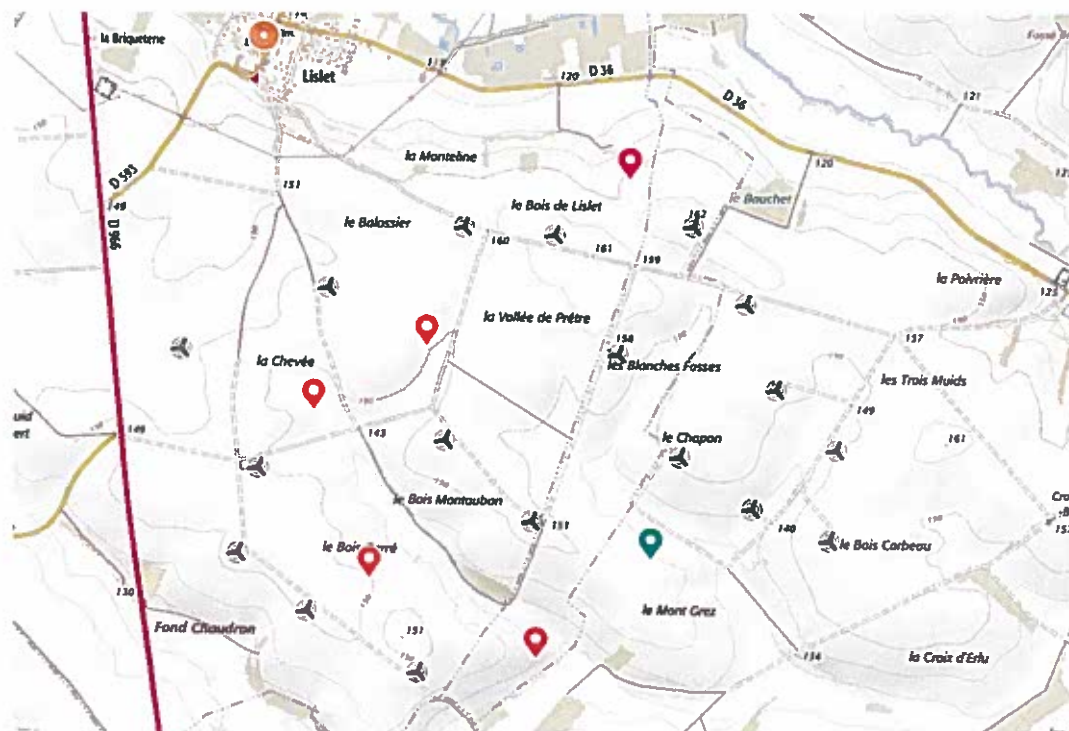 la Briqueterie
Lislet
119
120
D 36
D 36
121
la Monteline
120
D 593
151
le Bois de Lislet
le Bauchet
149
le Balossier
162
160
161
159
D 966
la Polvrière
125
la Vallée de Prêtre
158
157
la Chevée
les Blanches Fosses
les Trois Muids
149
146
145
le Chapon
161
le Bois Montaubon
151
140
le Bois Corbeau
130
le Mont Grez
Fond Chaudron
151
134
la Croix d'Erlu